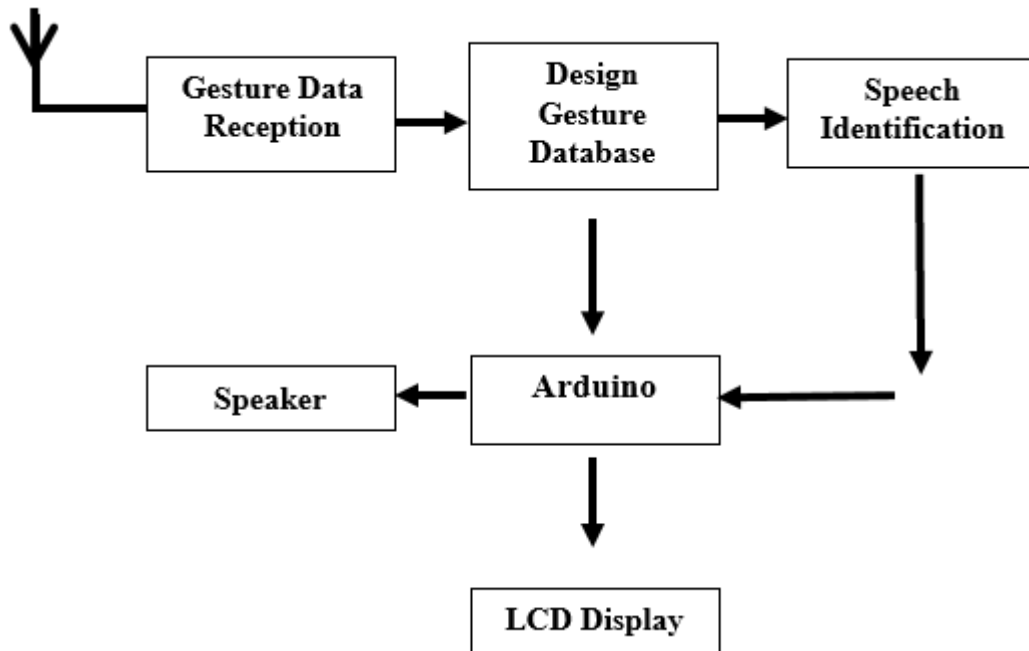 Gesture Data
Reception
Design
Gesture
Database
Speech
Identification
Speaker
Arduino
LCD Display